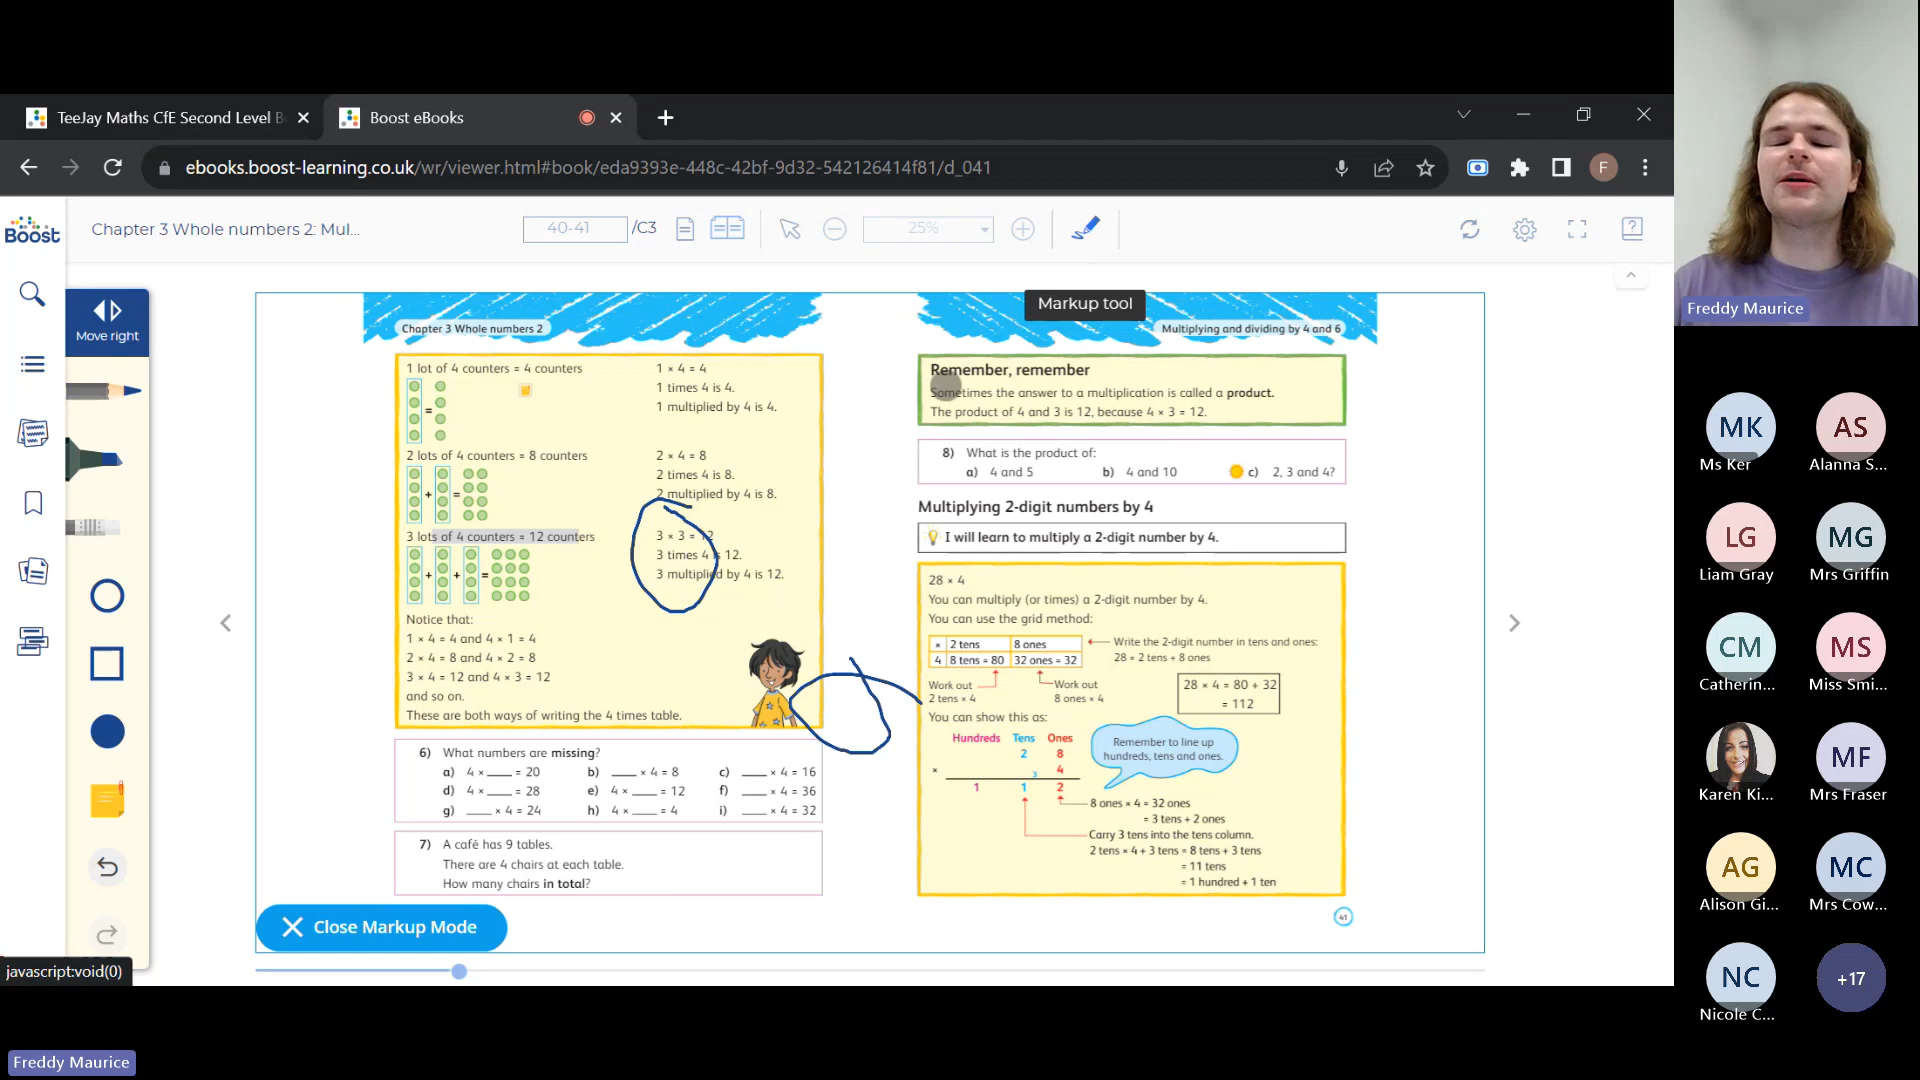 TeeJay Maths CfE Second Level B
Boost eBooks
ebooks.boost-learning.co.uk/wr/viewer.html#book/eda9393e-448c-42bf-9d32-542126414f81/d_041
F
Boost
Chapter 3 Whole numbers 2: Mul...
40-41
/C3
25%
Move right
Markup tool
Chapter 3 Whole numbers 2
1 lot of 4 counters = 4 counters
1 × 4 = 4
1 times 4 is 4.
1 multiplied by 4 is 4.
=
2 lots of 4 counters = 8 counters
2 × 4 = 8
2 times 4 is 8.
2 multiplied by 4 is 8.
+ =
3 lots of 4 counters = 12 counters
3 × 3 = 12
3 times 4 is 12.
3 multiplied by 4 is 12.
+ + =
Notice that:
1 × 4 = 4 and 4 × 1 = 4
2 × 4 = 8 and 4 × 2 = 8
3 × 4 = 12 and 4 × 3 = 12
and so on.
These are both ways of writing the 4 times table.
6) What numbers are missing?
a) 4 × ___ = 20 b) ___ × 4 = 8 c) ___ × 4 = 16
d) 4 × ___ = 28 e) 4 × ___ = 12 f) ___ × 4 = 36
g) ___ × 4 = 24 h) 4 × ___ = 4 i) ___ × 4 = 32
7) A café has 9 tables.
There are 4 chairs at each table.
How many chairs in total?
Multiplying and dividing by 4 and 6
Remember, remember
Sometimes the answer to a multiplication is called a product.
The product of 4 and 3 is 12, because 4 × 3 = 12.
8) What is the product of:
a) 4 and 5 b) 4 and 10 c) 2, 3 and 4?
Multiplying 2-digit numbers by 4
I will learn to multiply a 2-digit number by 4.
28 × 4
You can multiply (or times) a 2-digit number by 4.
You can use the grid method:
× 2 tens 8 ones
4 8 tens = 80 32 ones = 32
Write the 2-digit number in tens and ones:
28 = 2 tens + 8 ones
Work out
2 tens × 4
Work out
8 ones × 4
28 × 4 = 80 + 32
= 112
You can show this as:
Hundreds Tens Ones
2 8
× 3 4
1 1 2
Remember to line up
hundreds, tens and ones.
8 ones × 4 = 32 ones
= 3 tens + 2 ones
Carry 3 tens into the tens column.
2 tens × 4 + 3 tens = 8 tens + 3 tens
= 11 tens
= 1 hundred + 1 ten
41
Close Markup Mode
javascript:void(0)
Freddy Maurice
Freddy Maurice
MK
Ms Ker
AS
Alanna S...
LG
Liam Gray
MG
Mrs Griffin
CM
Catherin...
MS
Miss Smi...
Karen Ki...
MF
Mrs Fraser
AG
Alison Gi...
MC
Mrs Cow...
NC
Nicole C...
+17